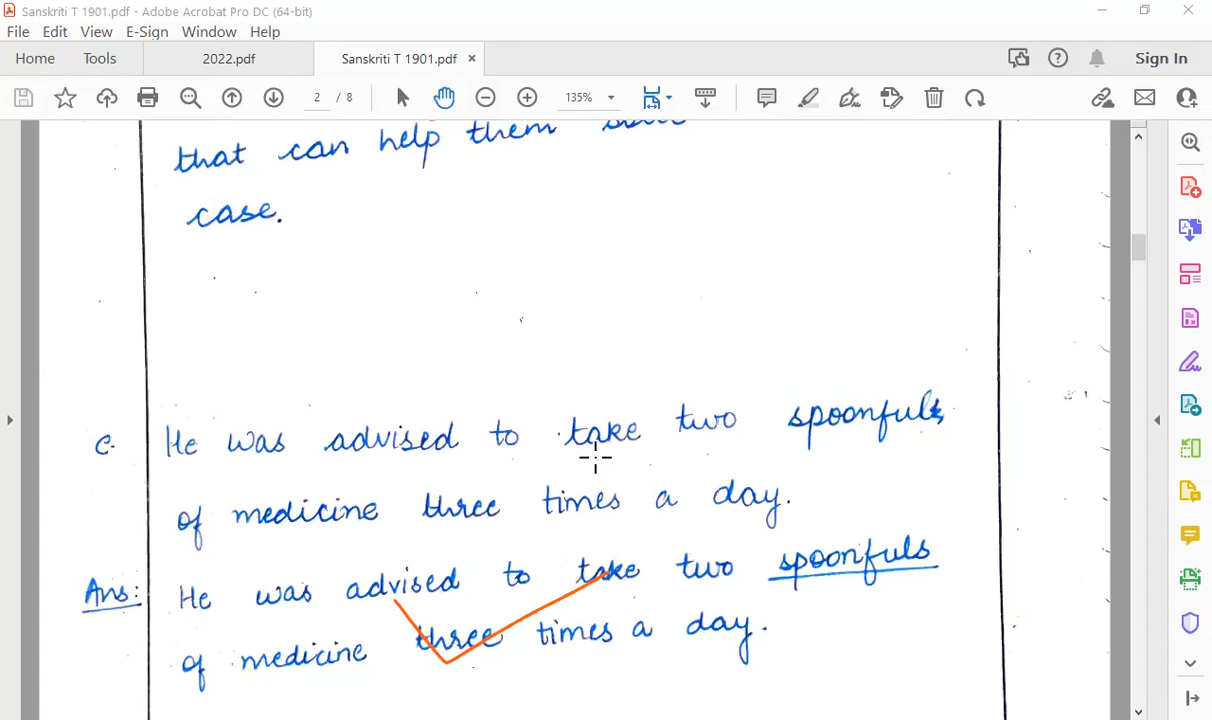 Sanskriti T 1901.pdf - Adobe Acrobat Pro DC (64-bit)
File Edit View E-Sign Window Help
Home Tools 2022.pdf Sanskriti T 1901.pdf × Sign In
2 / 8 135%
that can help them
case.
c. He was advised to take two spoonfuls
of medicine three times a day.
Ans: He was advised to take two spoonfuls
of medicine three times a day.